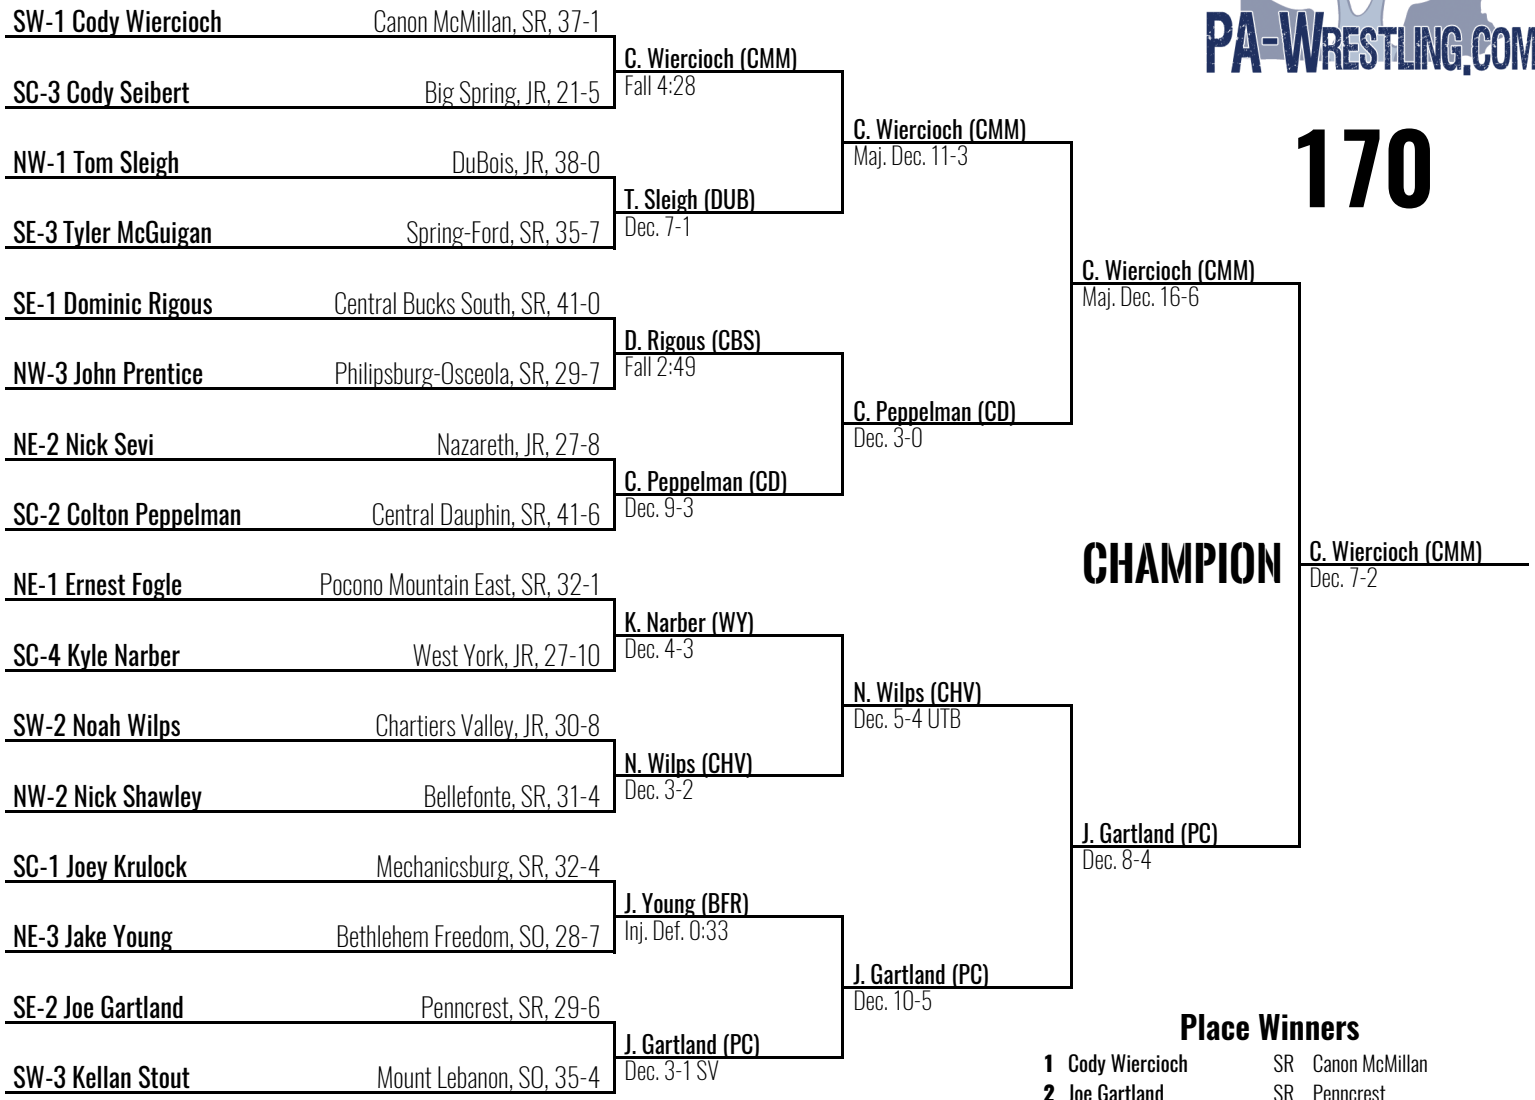 PA-WRESTLING.COM
170
SW-1 Cody Wiercioch Canon McMillan, SR, 37-1
C. Wiercioch (CMM)
Fall 4:28
SC-3 Cody Seibert Big Spring, JR, 21-5
C. Wiercioch (CMM)
Maj. Dec. 11-3
NW-1 Tom Sleigh DuBois, JR, 38-0
T. Sleigh (DUB)
Dec. 7-1
SE-3 Tyler McGuigan Spring-Ford, SR, 35-7
C. Wiercioch (CMM)
Maj. Dec. 16-6
SE-1 Dominic Rigous Central Bucks South, SR, 41-0
D. Rigous (CBS)
Fall 2:49
NW-3 John Prentice Philipsburg-Osceola, SR, 29-7
C. Peppelman (CD)
Dec. 3-0
NE-2 Nick Sevi Nazareth, JR, 27-8
C. Peppelman (CD)
Dec. 9-3
SC-2 Colton Peppelman Central Dauphin, SR, 41-6
CHAMPION
C. Wiercioch (CMM)
Dec. 7-2
NE-1 Ernest Fogle Pocono Mountain East, SR, 32-1
K. Narber (WY)
Dec. 4-3
SC-4 Kyle Narber West York, JR, 27-10
N. Wilps (CHV)
Dec. 5-4 UTB
SW-2 Noah Wilps Chartiers Valley, JR, 30-8
N. Wilps (CHV)
Dec. 3-2
NW-2 Nick Shawley Bellefonte, SR, 31-4
J. Gartland (PC)
Dec. 8-4
SC-1 Joey Krulock Mechanicsburg, SR, 32-4
J. Young (BFR)
Inj. Def. 0:33
NE-3 Jake Young Bethlehem Freedom, SO, 28-7
J. Gartland (PC)
Dec. 10-5
SE-2 Joe Gartland Penncrest, SR, 29-6
J. Gartland (PC)
Dec. 3-1 SV
SW-3 Kellan Stout Mount Lebanon, SO, 35-4
Place Winners
1 Cody Wiercioch SR Canon McMillan
2 Joe Gartland SR Penncrest